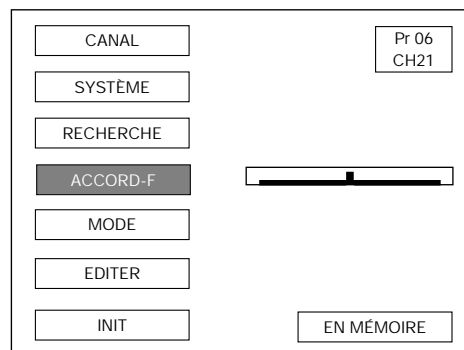 CANAL
Pr 06
CH21
SYSTÈME
RECHERCHE
ACCORD-F
MODE
EDITER
INIT
EN MÉMOIRE